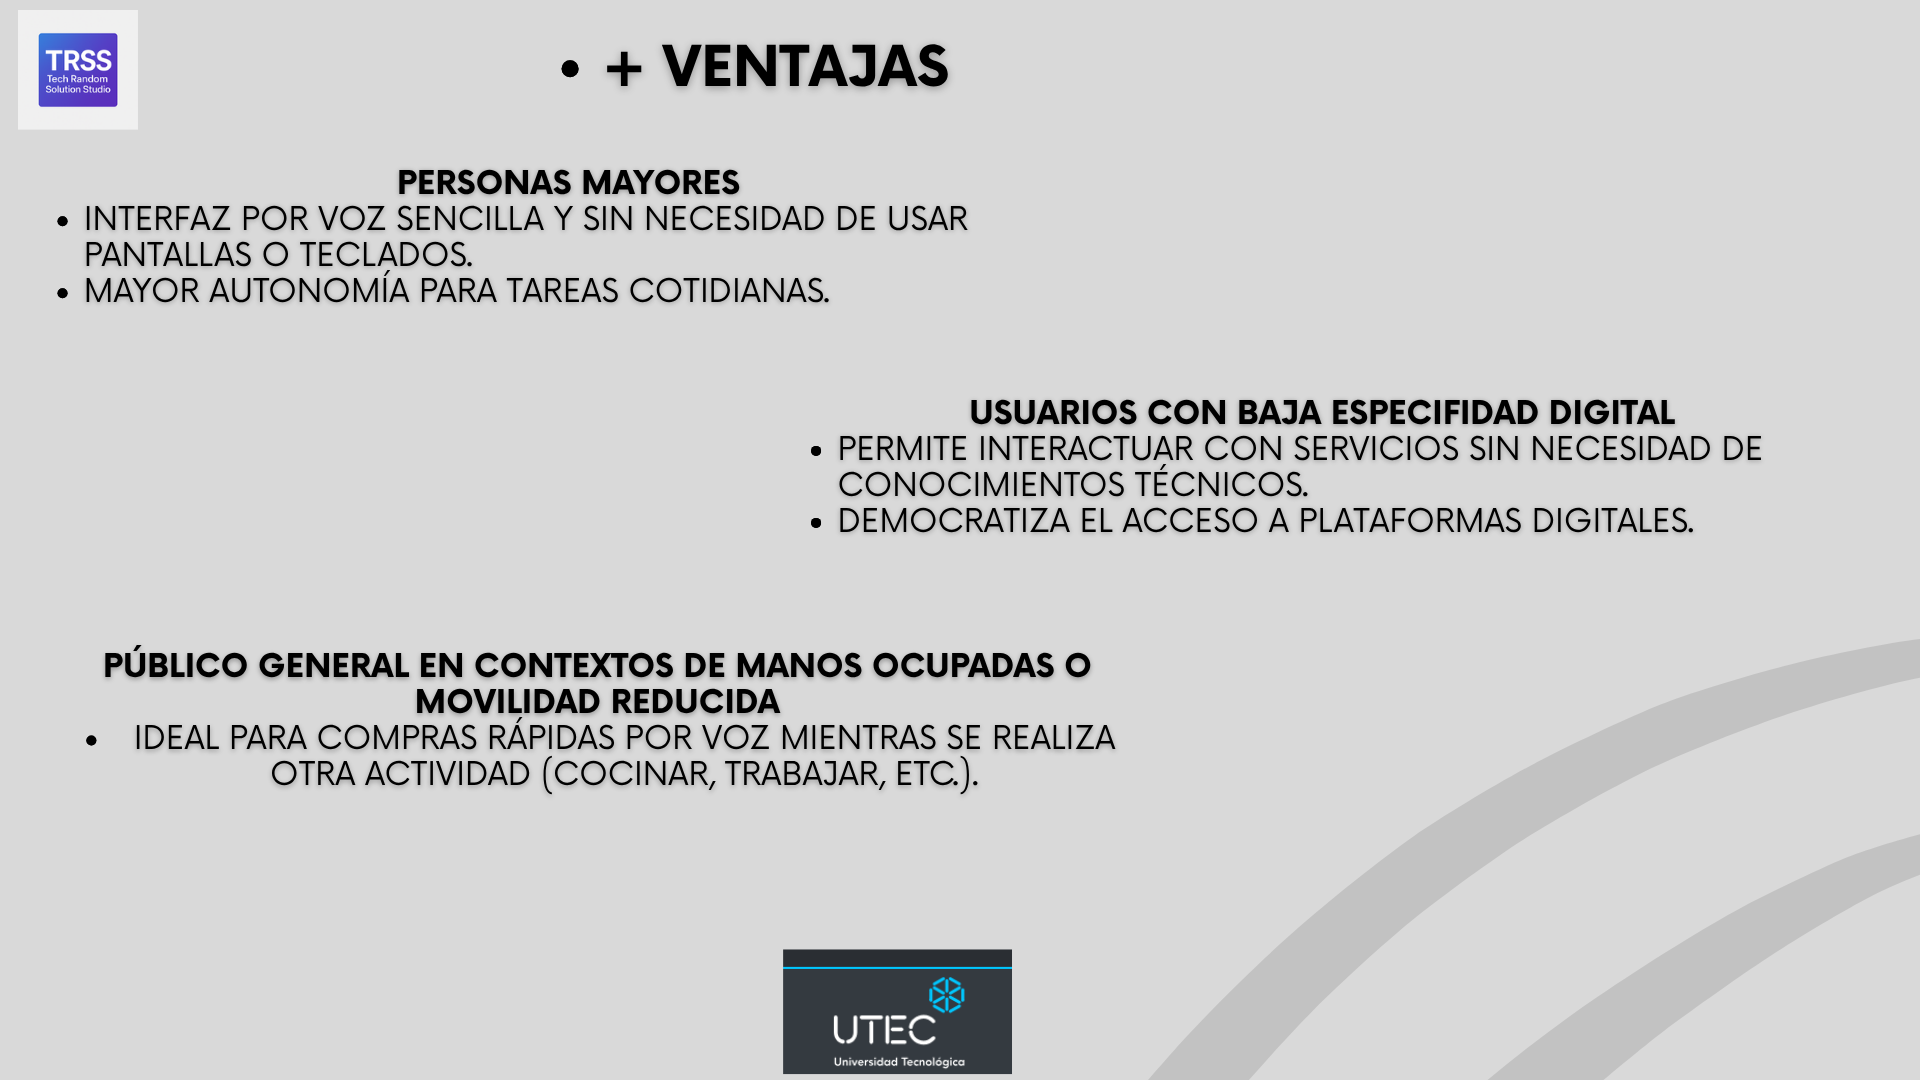 TRSS
Tech Random
Solution Studio
• + VENTAJAS
PERSONAS MAYORES
• INTERFAZ POR VOZ SENCILLA Y SIN NECESIDAD DE USAR
PANTALLAS O TECLADOS.
• MAYOR AUTONOMÍA PARA TAREAS COTIDIANAS.
USUARIOS CON BAJA ESPECIFIDAD DIGITAL
• PERMITE INTERACTUAR CON SERVICIOS SIN NECESIDAD DE
CONOCIMIENTOS TÉCNICOS.
• DEMOCRATIZA EL ACCESO A PLATAFORMAS DIGITALES.
PÚBLICO GENERAL EN CONTEXTOS DE MANOS OCUPADAS O
MOVILIDAD REDUCIDA
• IDEAL PARA COMPRAS RÁPIDAS POR VOZ MIENTRAS SE REALIZA
OTRA ACTIVIDAD (COCINAR, TRABAJAR, ETC.).
UTEC
Universidad Tecnológica